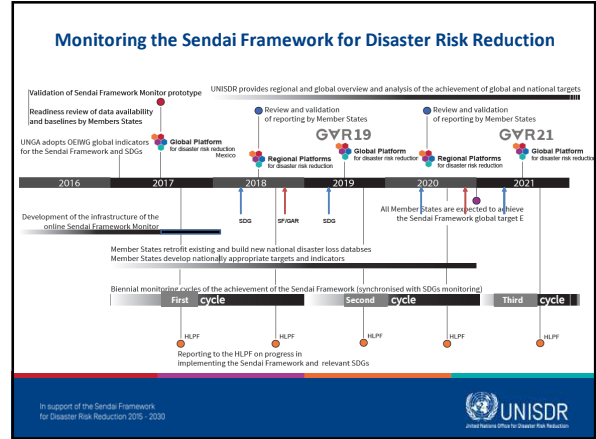 Monitoring the Sendai Framework for Disaster Risk Reduction
Validation of Sendai Framework Monitor prototype
UNISDR provides regional and global overview and analysis of the achievement of global and national targets
Readiness review of data availability
and baselines by Members States
Review and validation
of reporting by Member States
Review and validation
of reporting by Member States
GAR19
GAR21
UNGA adopts OEIWG global indicators
for the Sendai Framework and SDGs
Global Platform
for disaster risk reduction
Mexico
Regional Platforms
for disaster risk reduction
Global Platform
for disaster risk reduction
Regional Platforms
for disaster risk reduction
Global Platform
for disaster risk reduction
2016
2017
2018
2019
2020
2021
All Member States are expected to achieve
the Sendai Framework global target E
Development of the infrastructure of the
online Sendai Framework Monitor
SDG
SF/GAR
SDG
Member States retrofit existing and build new national disaster loss databases
Member States develop nationally appropriate targets and indicators
Biennial monitoring cycles of the achievement of the Sendai Framework (synchronised with SDGs monitoring)
First cycle
Second cycle
Third cycle
HLPF
HLPF
HLPF
HLPF
HLPF
Reporting to the HLPF on progress in
implementing the Sendai Framework and relevant SDGs
In support of the Sendai Framework
for Disaster Risk Reduction 2015 - 2030
UNISDR
United Nations Office for Disaster Risk Reduction